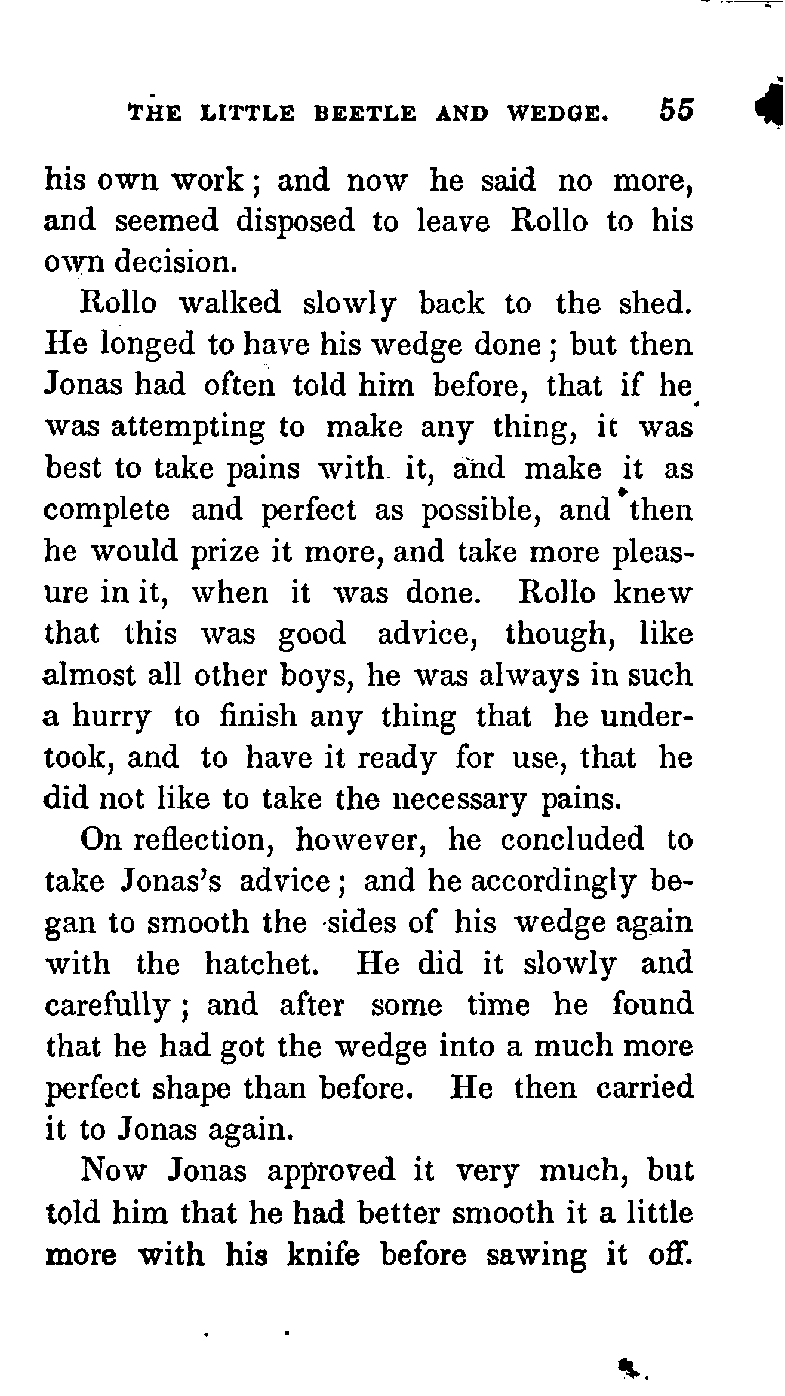 THE LITTLE BEETLE AND WEDGE. 55
his own work; and now he said no more,
and seemed disposed to leave Rollo to his
own decision.
Rollo walked slowly back to the shed.
He longed to have his wedge done; but then
Jonas had often told him before, that if he
was attempting to make any thing, it was
best to take pains with it, and make it as
complete and perfect as possible, and then
he would prize it more, and take more pleas-
ure in it, when it was done. Rollo knew
that this was good advice, though, like
almost all other boys, he was always in such
a hurry to finish any thing that he under-
took, and to have it ready for use, that he
did not like to take the necessary pains.
On reflection, however, he concluded to
take Jonas's advice; and he accordingly be-
gan to smooth the sides of his wedge again
with the hatchet. He did it slowly and
carefully; and after some time he found
that he had got the wedge into a much more
perfect shape than before. He then carried
it to Jonas again.
Now Jonas approved it very much, but
told him that he had better smooth it a little
more with his knife before sawing it off.